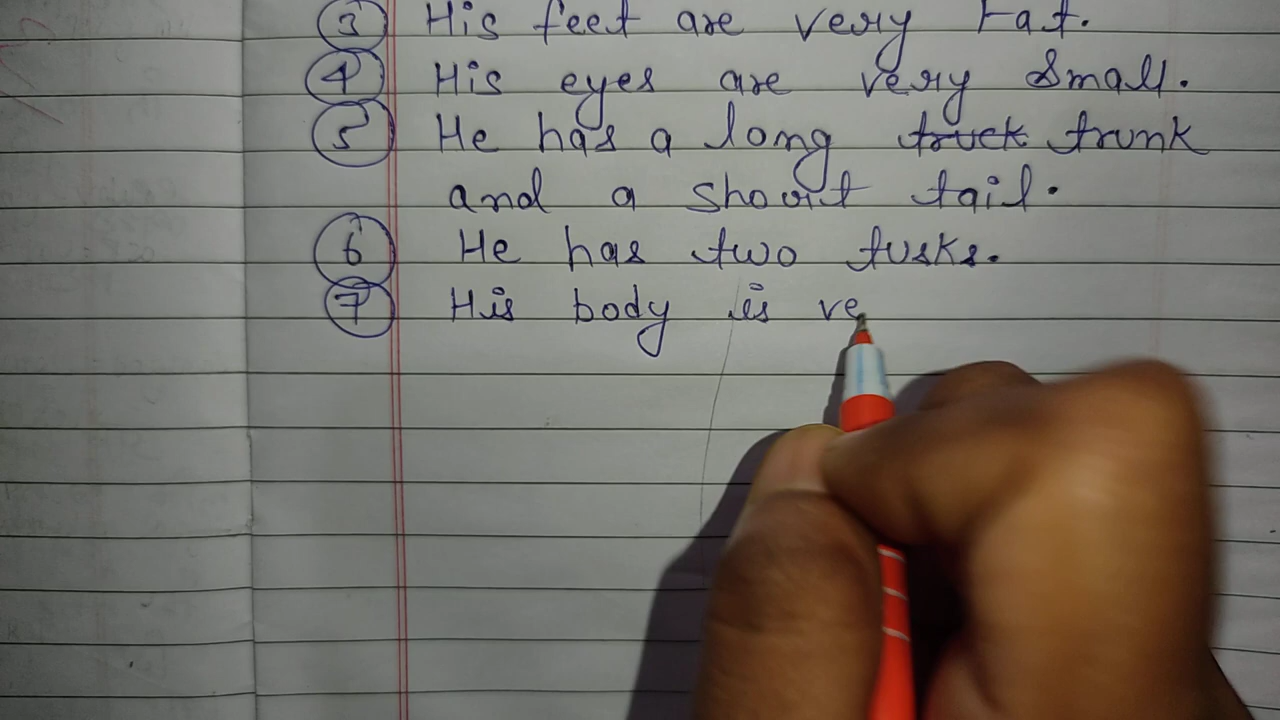 3 His feet are very Fat.
4 His eyes are very Small.
5 He has a long truck trunk
and a short tail.
6 He has two tusks.
7 His body is ve